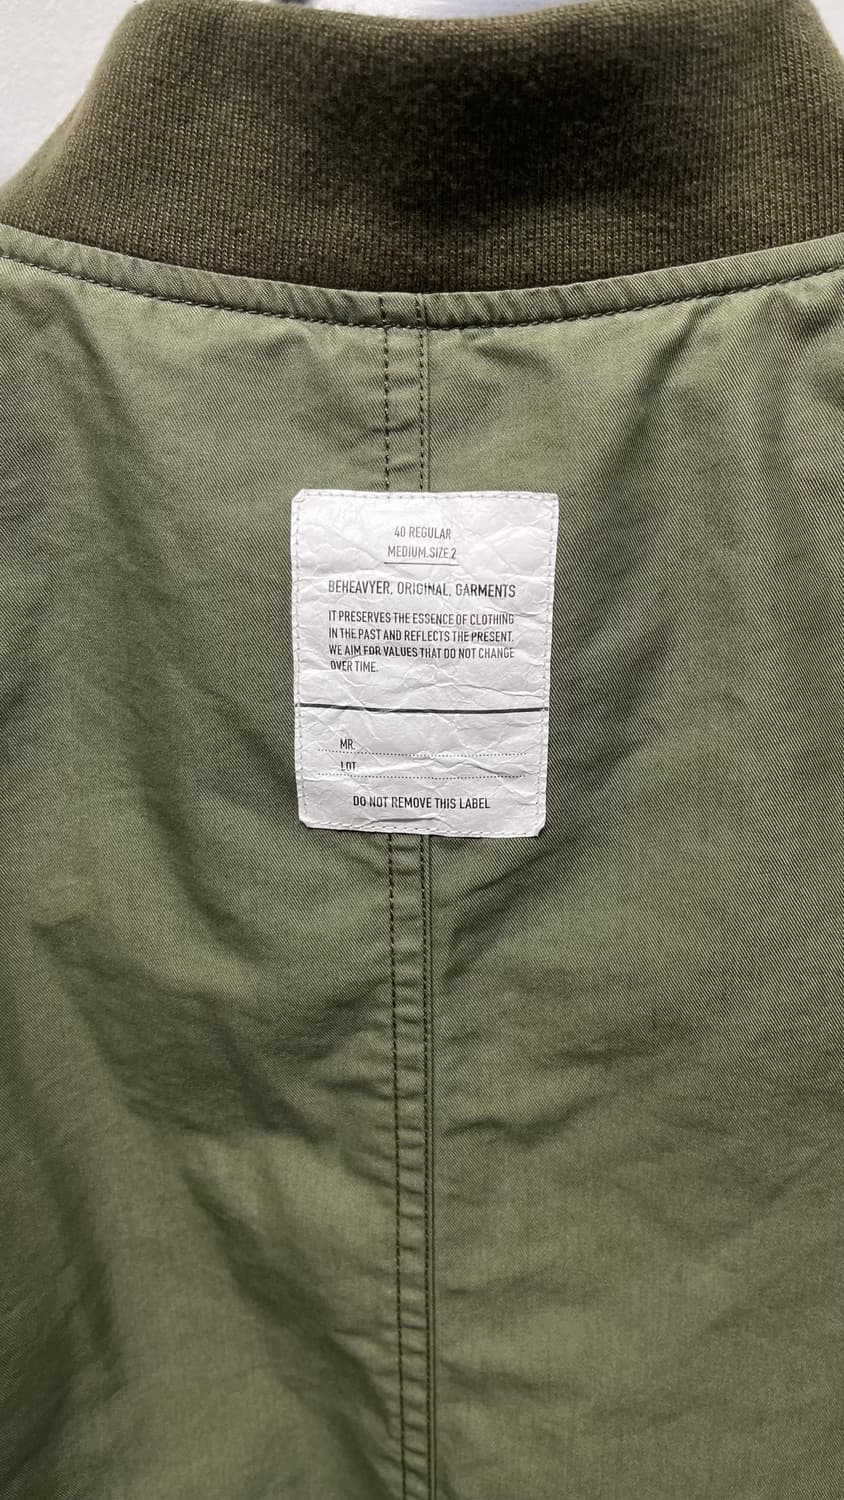 40 REGULAR
MEDIUM.SIZE.2
BEHEAVYER, ORIGINAL, GARMENTS
IT PRESERVES THE ESSENCE OF CLOTHING
IN THE PAST AND REFLECTS THE PRESENT.
WE AIM FOR VALUES THAT DO NOT CHANGE
OVER TIME.
MR.
LOT.
DO NOT REMOVE THIS LABEL